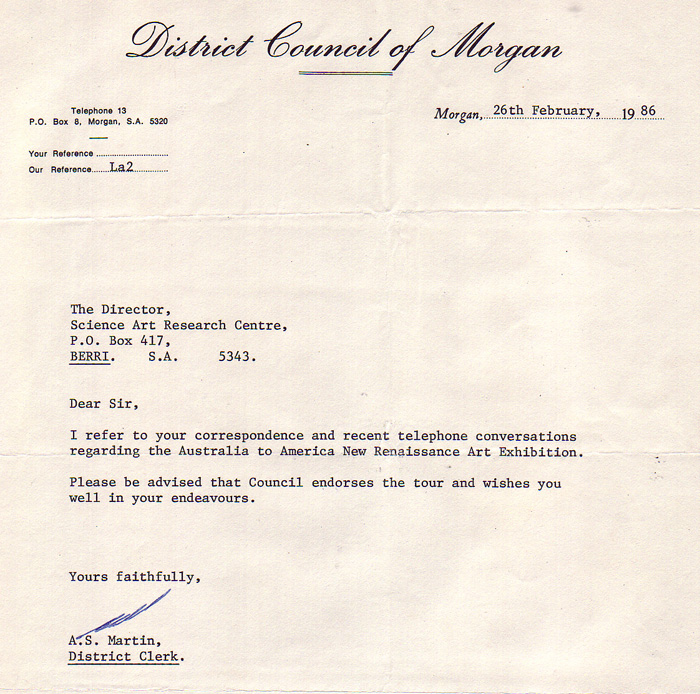 District Council of Morgan
Telephone 13
P.O. Box 8, Morgan, S.A. 5320
Morgan, 26th February, 19 86
Your Reference
Our Reference La2
The Director,
Science Art Research Centre,
P.O. Box 417,
BERRI. S.A. 5343.
Dear Sir,
I refer to your correspondence and recent telephone conversations
regarding the Australia to America New Renaissance Art Exhibition.
Please be advised that Council endorses the tour and wishes you
well in your endeavours.
Yours faithfully,
A.S. Martin,
District Clerk.